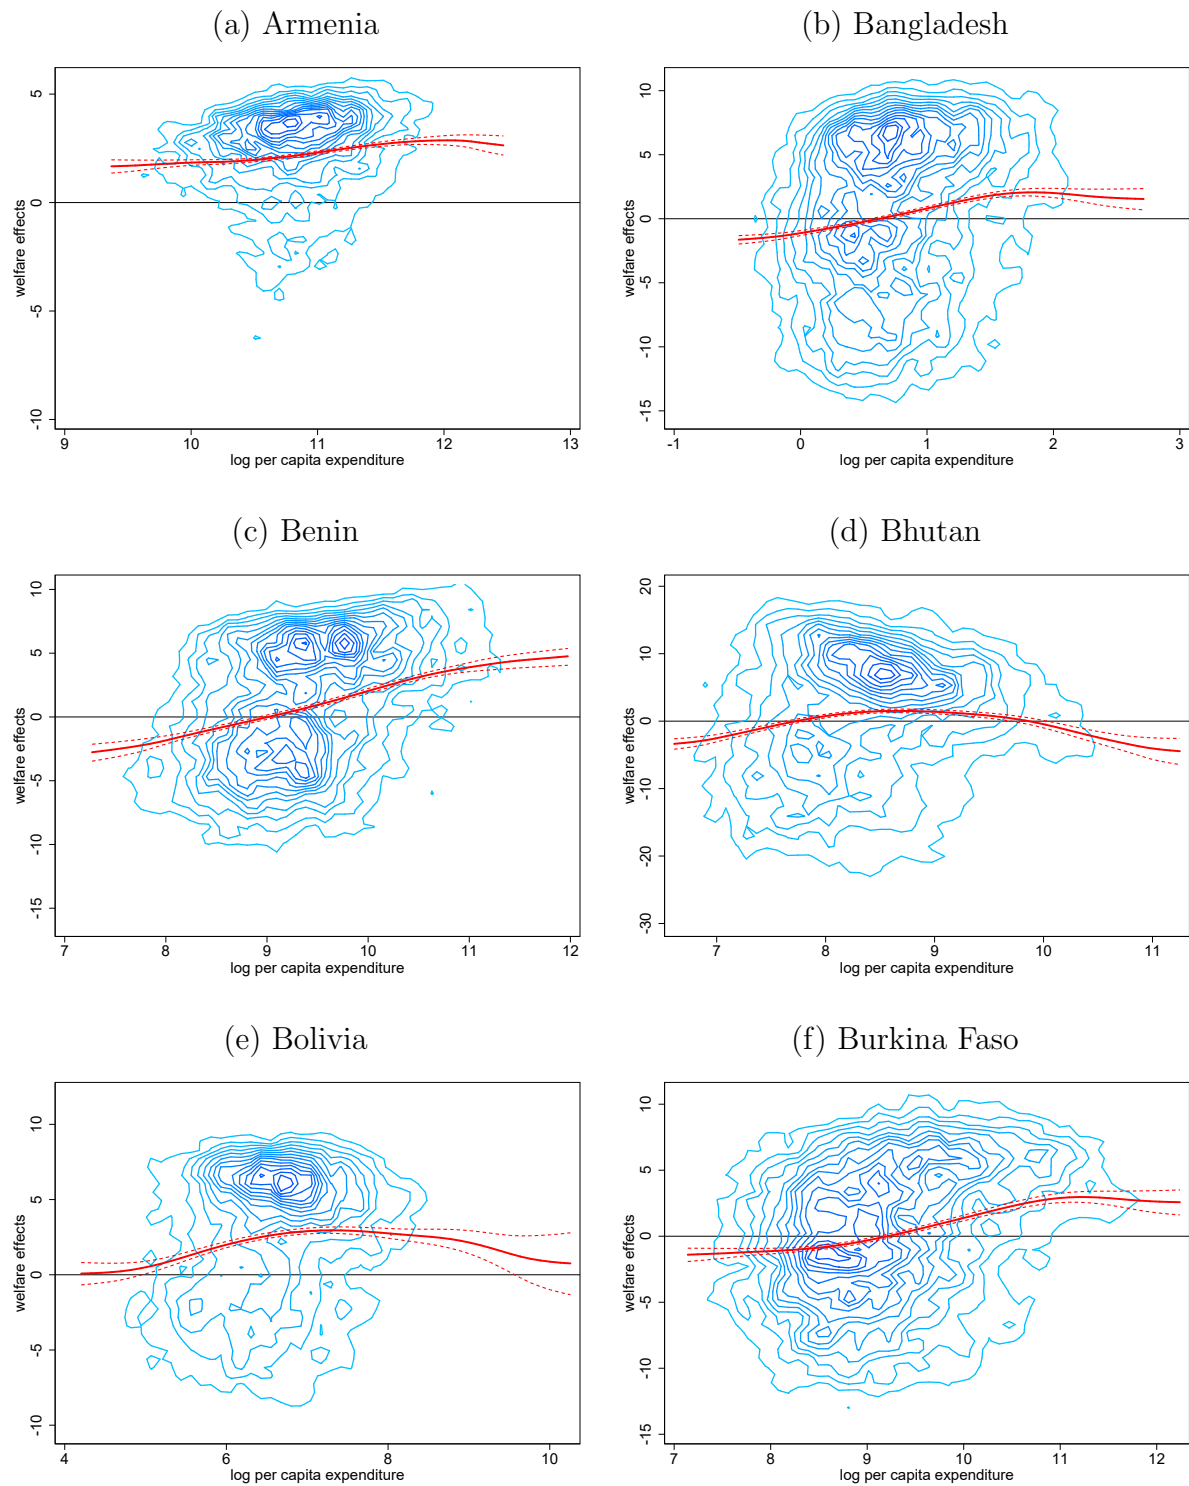 (a) Armenia
(b) Bangladesh
welfare effects
5
0
-5
-10
9 10 11 12 13
log per capita expenditure
welfare effects
10
5
0
-5
-10
-15
-1 0 1 2 3
log per capita expenditure
(c) Benin
(d) Bhutan
welfare effects
10
5
0
-5
-10
-15
7 8 9 10 11 12
log per capita expenditure
welfare effects
20
10
0
-10
-20
-30
7 8 9 10 11
log per capita expenditure
(e) Bolivia
(f) Burkina Faso
welfare effects
10
5
0
-5
-10
4 6 8 10
log per capita expenditure
welfare effects
10
5
0
-5
-10
-15
7 8 9 10 11 12
log per capita expenditure